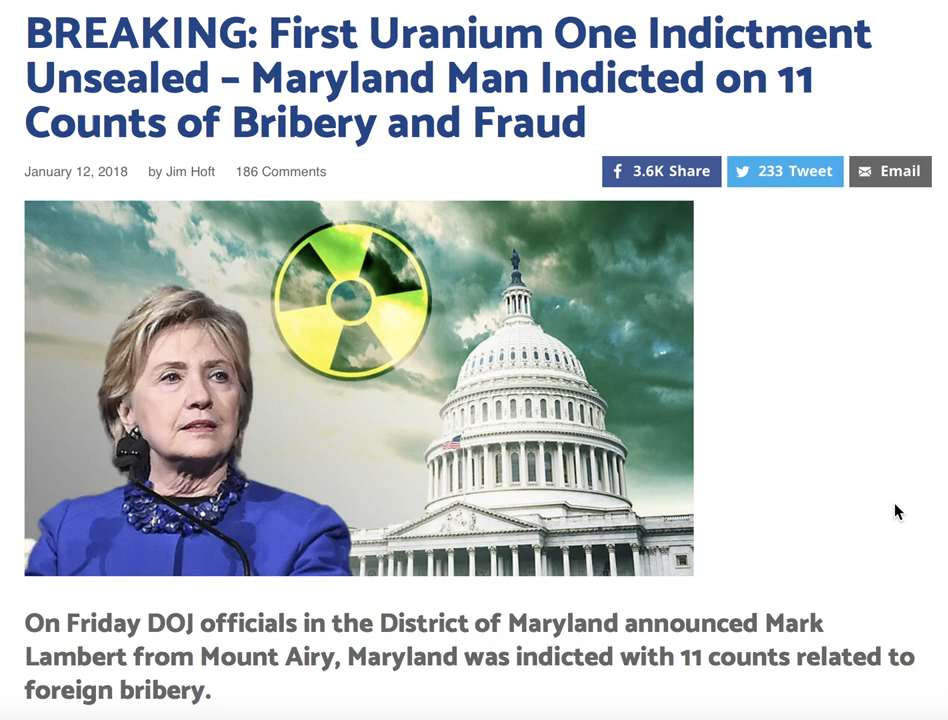 BREAKING: First Uranium One Indictment
Unsealed – Maryland Man Indicted on 11
Counts of Bribery and Fraud
January 12, 2018 by Jim Hoft 186 Comments
3.6K Share 233 Tweet Email
On Friday DOJ officials in the District of Maryland announced Mark
Lambert from Mount Airy, Maryland was indicted with 11 counts related to
foreign bribery.